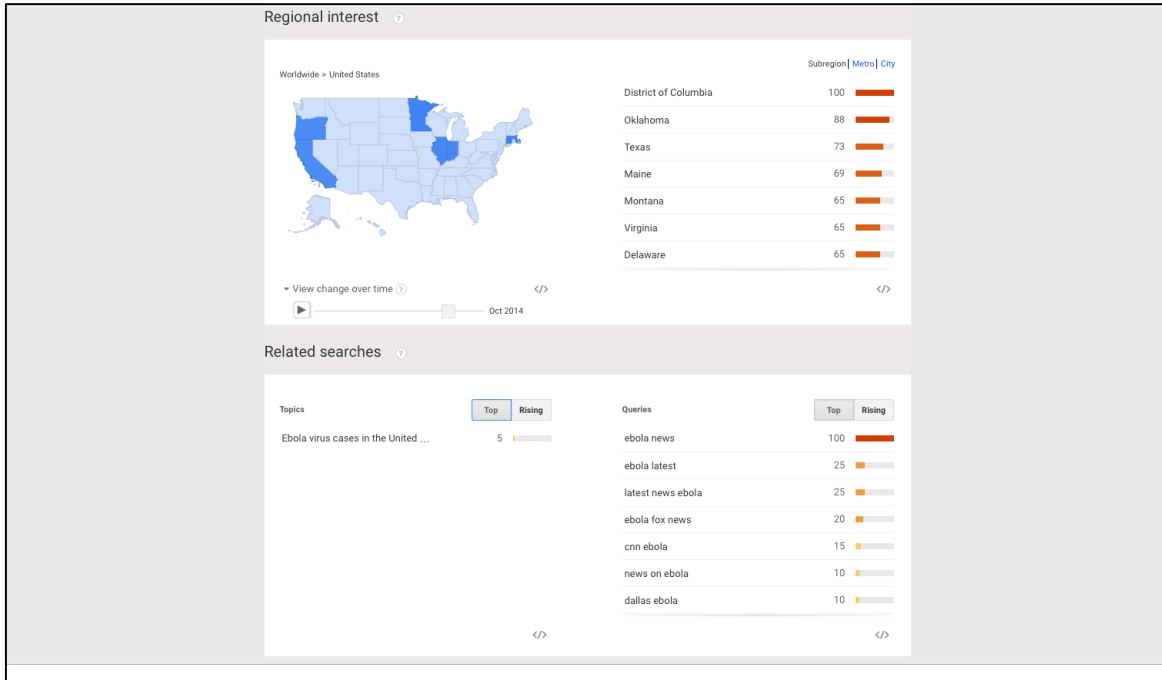 Regional interest ?
Worldwide > United States
Subregion | Metro | City
District of Columbia 100
Oklahoma 88
Texas 73
Maine 69
Montana 65
Virginia 65
Delaware 65
View change over time ? </>
</>
Oct 2014
Related searches ?
Topics Top Rising
Ebola virus cases in the United ... 5
</>
Queries Top Rising
ebola news 100
ebola latest 25
latest news ebola 25
ebola fox news 20
cnn ebola 15
news on ebola 10
dallas ebola 10
</>